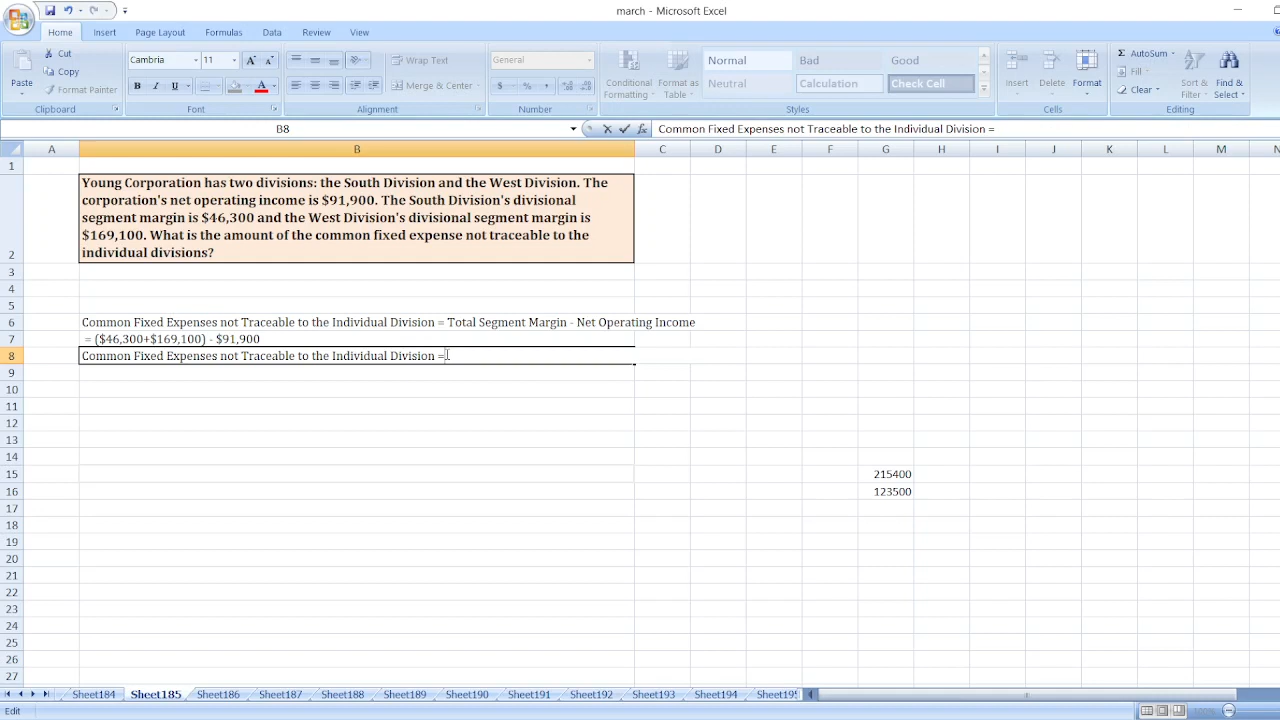 march - Microsoft Excel
Home Insert Page Layout Formulas Data Review View
Cut
Copy
Format Painter
Paste
Clipboard
Cambria 11
B I U
Font
Wrap Text
Merge & Center
Alignment
General
$ % ,
Number
Conditional Formatting
Format as Table
Normal Bad Good
Neutral Calculation Check Cell
Styles
Insert Delete Format
Cells
Σ AutoSum
Fill
Clear
Sort & Filter
Find & Select
Editing
B8 fx Common Fixed Expenses not Traceable to the Individual Division =
A B C D E F G H I J K L M N
1
2 Young Corporation has two divisions: the South Division and the West Division. The
corporation's net operating income is $91,900. The South Division's divisional
segment margin is $46,300 and the West Division's divisional segment margin is
$169,100. What is the amount of the common fixed expense not traceable to the
individual divisions?
3
4
5
6 Common Fixed Expenses not Traceable to the Individual Division = Total Segment Margin - Net Operating Income
7 = ($46,300+$169,100) - $91,900
8 Common Fixed Expenses not Traceable to the Individual Division =
9
10
11
12
13
14
15 215400
16 123500
17
18
19
20
21
22
23
24
25
26
27
Sheet184 Sheet185 Sheet186 Sheet187 Sheet188 Sheet189 Sheet190 Sheet191 Sheet192 Sheet193 Sheet194 Sheet195
Edit